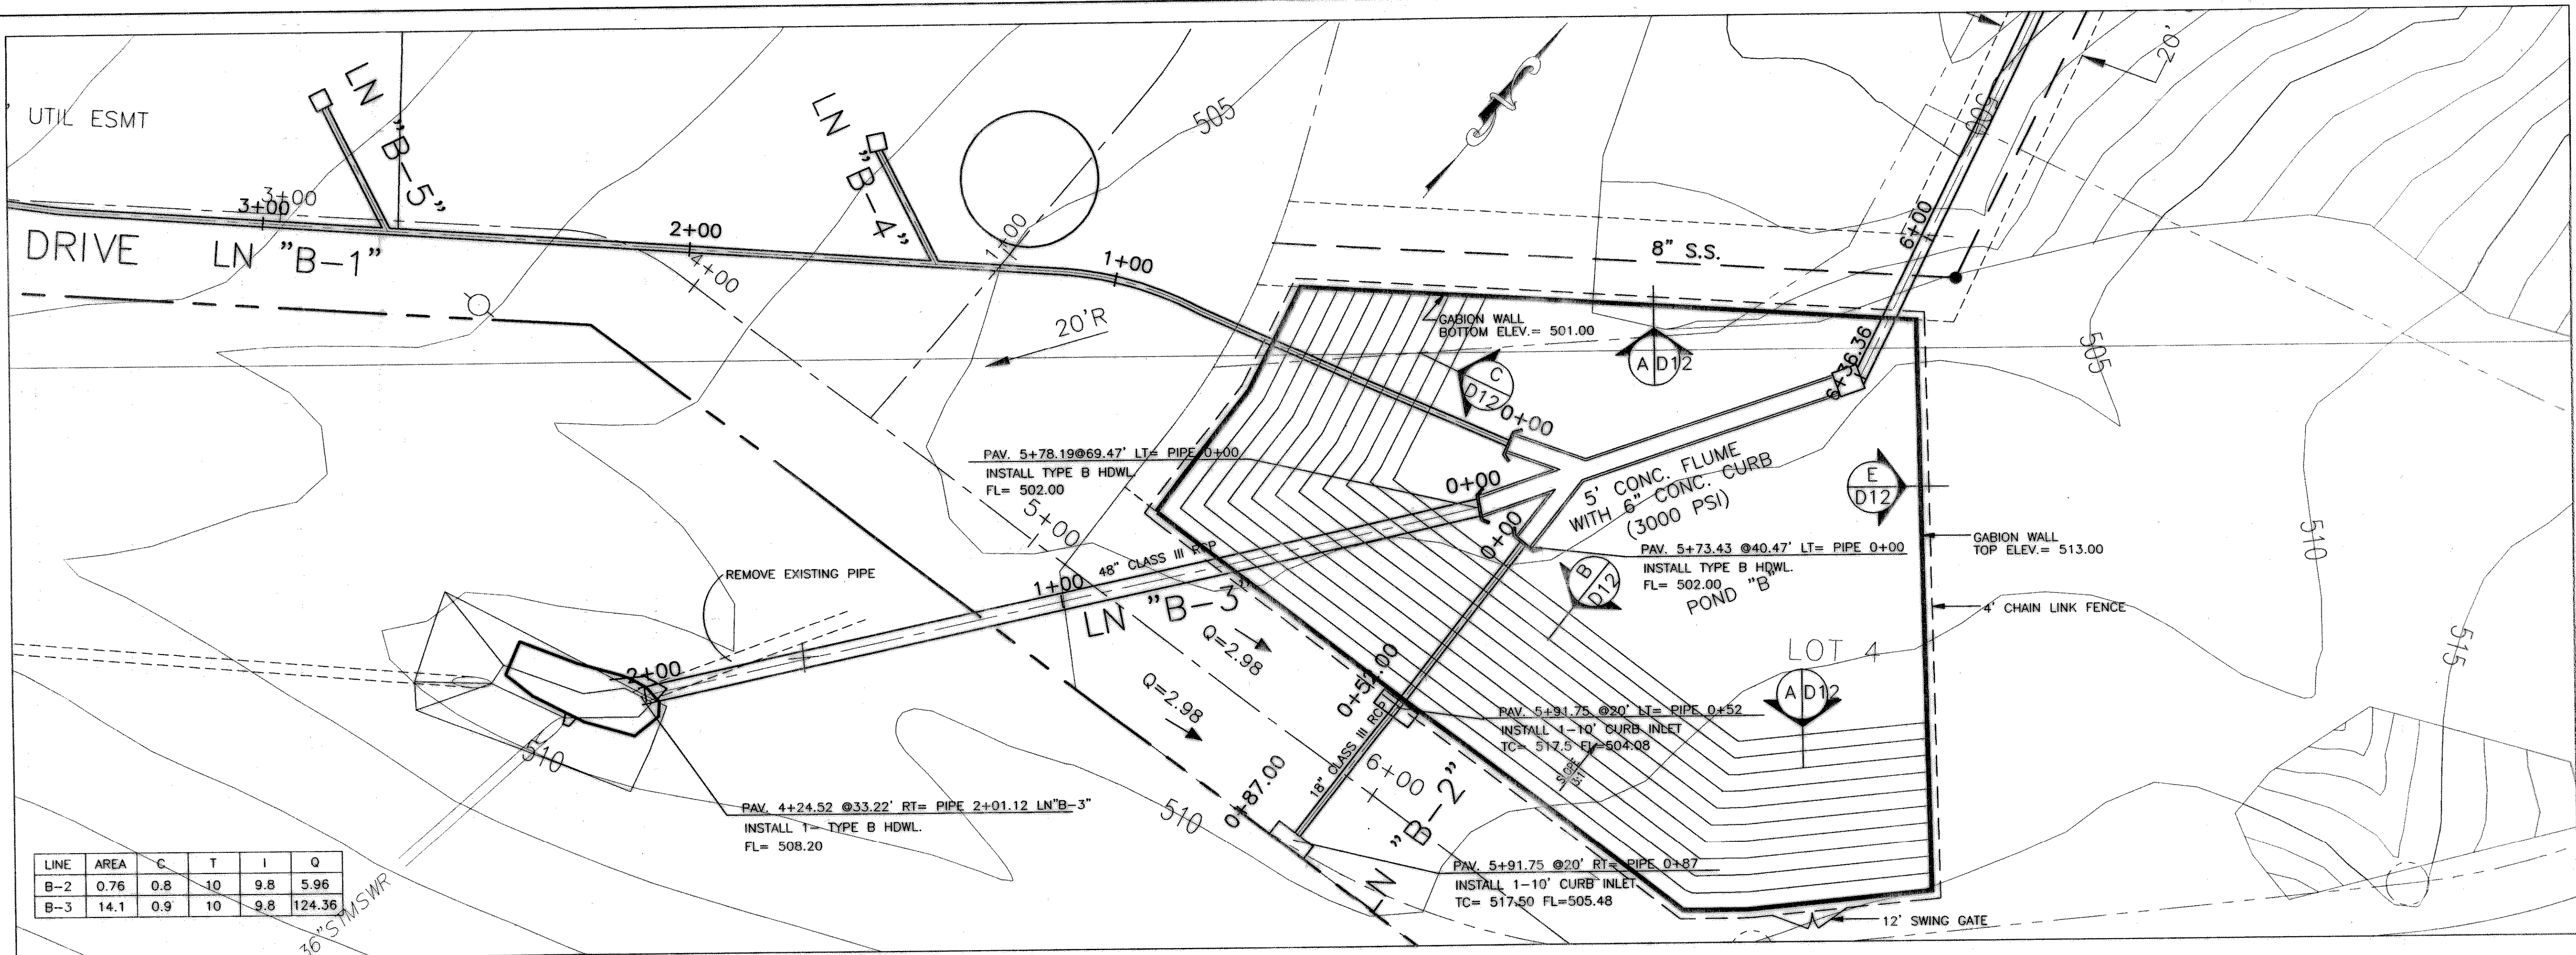 ' UTIL ESMT
LN "B-5"
LN "B-4"
505
500
20'
3+00
3+00
DRIVE
LN "B-1"
2+00
4+00
1+00
1+00
20'R
8" S.S.
6+00
6+36.36
505
GABION WALL
BOTTOM ELEV.= 501.00
A D12
C
D12
0+00
PAV. 5+78.19@69.47' LT= PIPE 0+00
INSTALL TYPE B HDWL.
FL= 502.00
0+00
0+00
5' CONC. FLUME
WITH 6" CONC. CURB
(3000 PSI)
E
D12
5+00
510
GABION WALL
TOP ELEV.= 513.00
PAV. 5+73.43 @40.47' LT= PIPE 0+00
INSTALL TYPE B HDWL.
FL= 502.00
B
D12
POND "B"
REMOVE EXISTING PIPE
1+00
48" CLASS III RCP
LN "B-3"
4' CHAIN LINK FENCE
Q=2.98
Q=2.98
LOT 4
515
2+00
0+52.00
A D12
PAV. 5+91.75 @20' LT= PIPE 0+52
INSTALL 1-10' CURB INLET
TC= 517.5 FL=504.08
SLOPE
3:1
18" CLASS III RCP
6+00
510
510
0+87.00
LN "B-2"
PAV. 4+24.52 @33.22' RT= PIPE 2+01.12 LN"B-3"
INSTALL 1- TYPE B HDWL.
FL= 508.20
PAV. 5+91.75 @20' RT= PIPE 0+87
INSTALL 1-10' CURB INLET
TC= 517.50 FL=505.48
12' SWING GATE
36"STMSWR
LINE AREA C T I Q
B-2 0.76 0.8 10 9.8 5.96
B-3 14.1 0.9 10 9.8 124.36